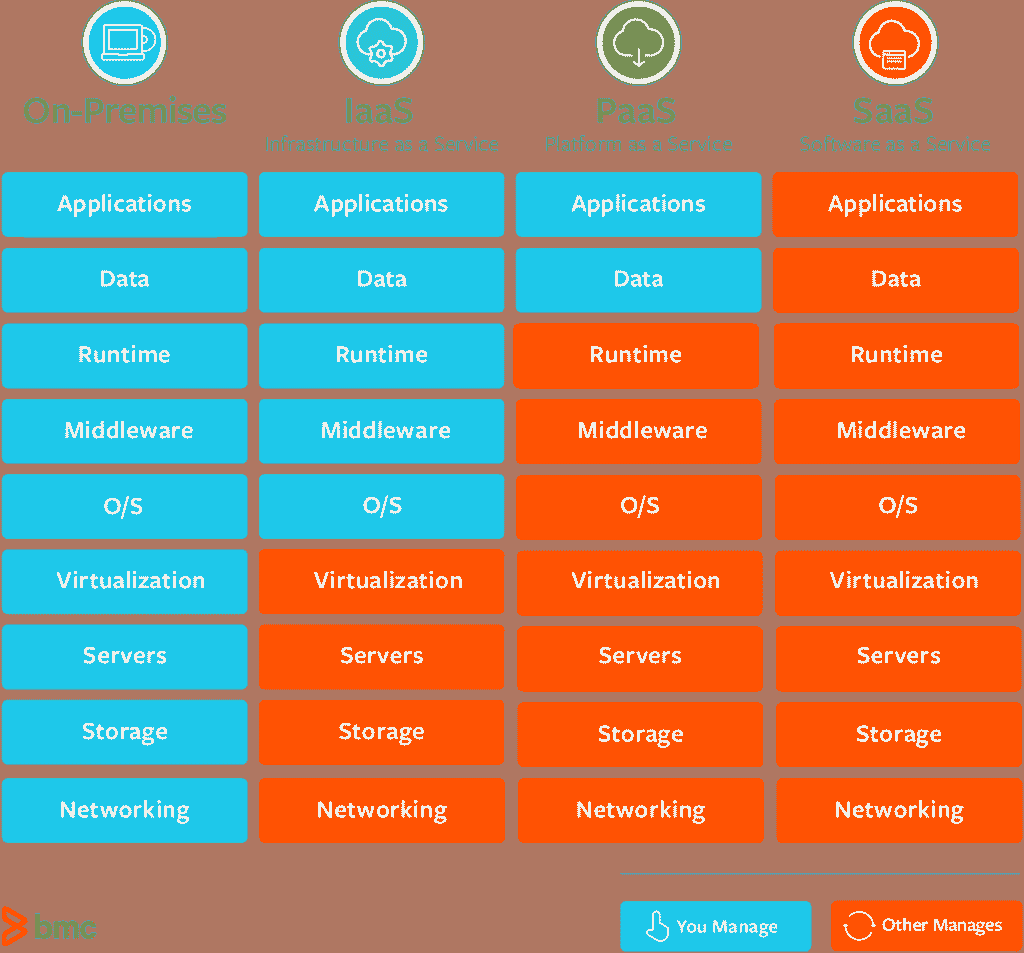 On-Premises IaaS PaaS SaaS
Infrastructure as a Service Platform as a Service Software as a Service
Applications Applications Applications Applications
Data Data Data Data
Runtime Runtime Runtime Runtime
Middleware Middleware Middleware Middleware
O/S O/S O/S O/S
Virtualization Virtualization Virtualization Virtualization
Servers Servers Servers Servers
Storage Storage Storage Storage
Networking Networking Networking Networking
bmc You Manage Other Manages